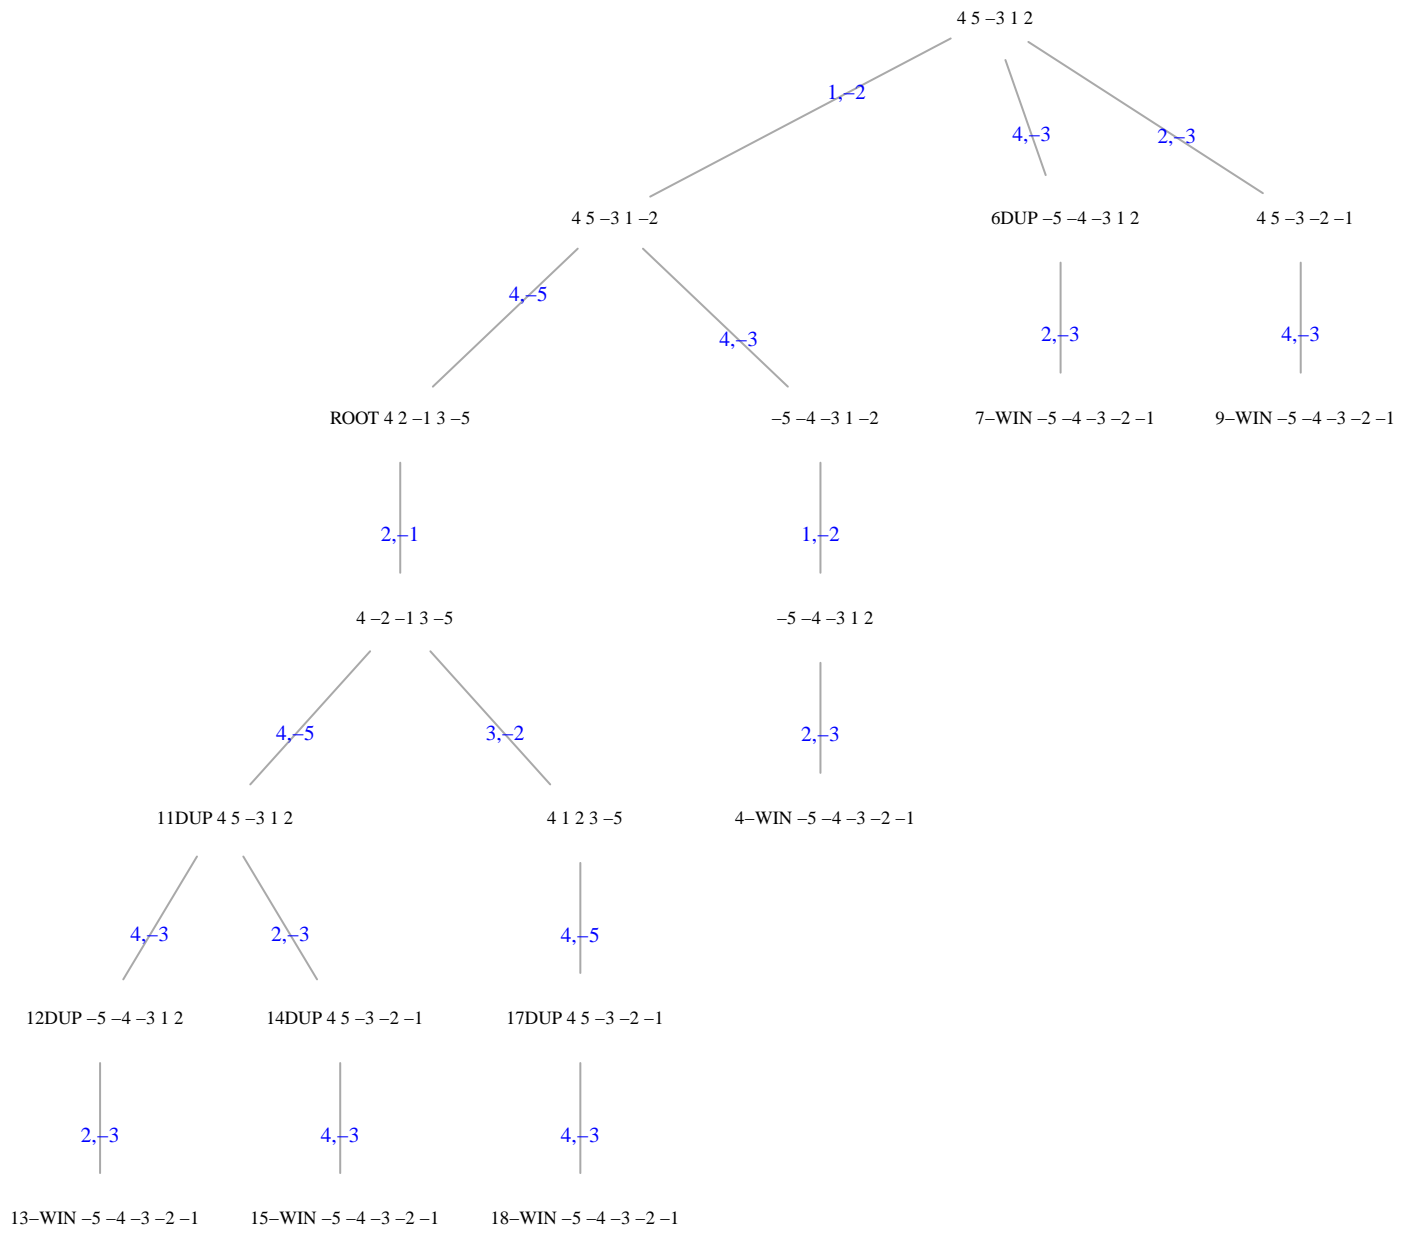 4 5 –3 1 2
1,–2
4,–3
2,–3
4 5 –3 1 –2
6DUP –5 –4 –3 1 2
4 5 –3 –2 –1
4,–5
4,–3
2,–3
4,–3
ROOT 4 2 –1 3 –5
–5 –4 –3 1 –2
7–WIN –5 –4 –3 –2 –1
9–WIN –5 –4 –3 –2 –1
2,–1
1,–2
4 –2 –1 3 –5
–5 –4 –3 1 2
4,–5
3,–2
2,–3
11DUP 4 5 –3 1 2
4 1 2 3 –5
4–WIN –5 –4 –3 –2 –1
4,–3
2,–3
4,–5
12DUP –5 –4 –3 1 2
14DUP 4 5 –3 –2 –1
17DUP 4 5 –3 –2 –1
2,–3
4,–3
4,–3
13–WIN –5 –4 –3 –2 –1
15–WIN –5 –4 –3 –2 –1
18–WIN –5 –4 –3 –2 –1